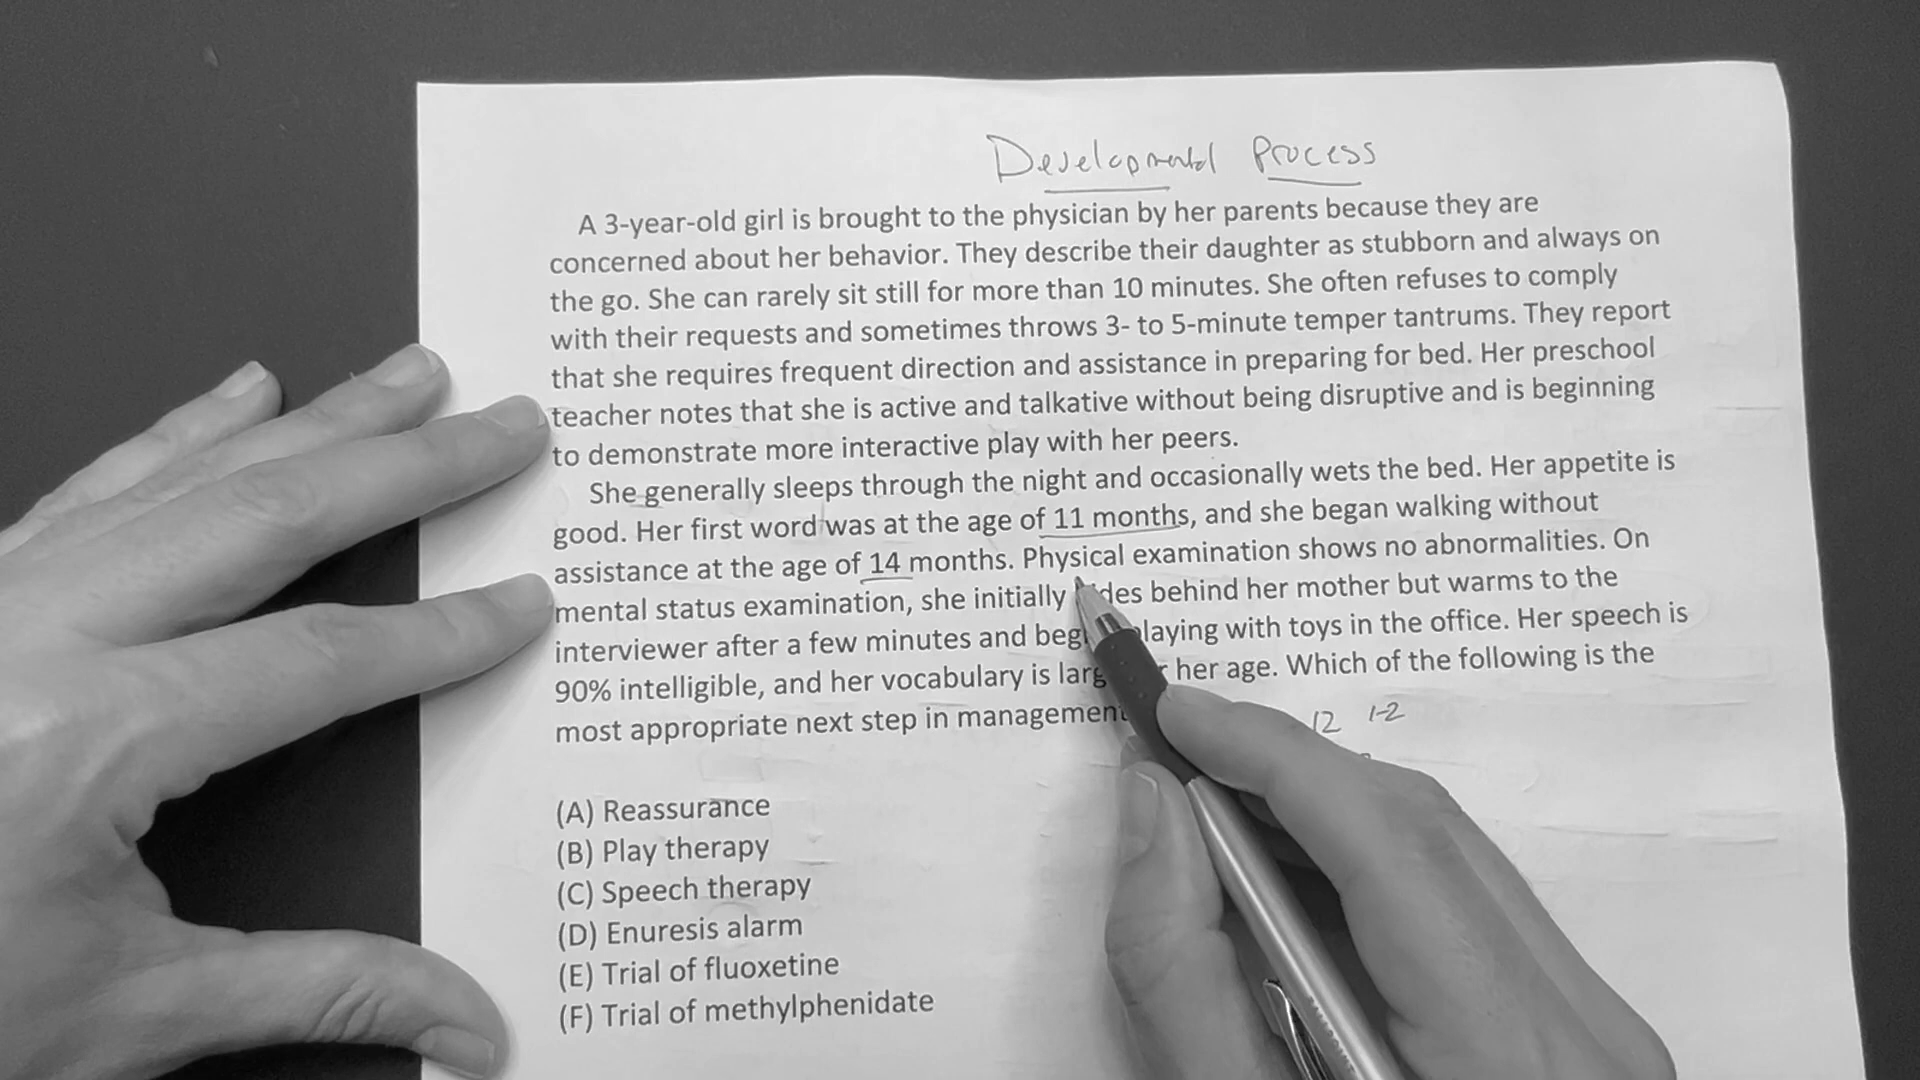 Developmental Process
A 3-year-old girl is brought to the physician by her parents because they are
concerned about her behavior. They describe their daughter as stubborn and always on
the go. She can rarely sit still for more than 10 minutes. She often refuses to comply
with their requests and sometimes throws 3- to 5-minute temper tantrums. They report
that she requires frequent direction and assistance in preparing for bed. Her preschool
teacher notes that she is active and talkative without being disruptive and is beginning
to demonstrate more interactive play with her peers.
She generally sleeps through the night and occasionally wets the bed. Her appetite is
good. Her first word was at the age of 11 months, and she began walking without
assistance at the age of 14 months. Physical examination shows no abnormalities. On
mental status examination, she initially des behind her mother but warms to the
interviewer after a few minutes and beg laying with toys in the office. Her speech is
90% intelligible, and her vocabulary is larg her age. Which of the following is the
most appropriate next step in management
12 1-2
(A) Reassurance
(B) Play therapy
(C) Speech therapy
(D) Enuresis alarm
(E) Trial of fluoxetine
(F) Trial of methylphenidate